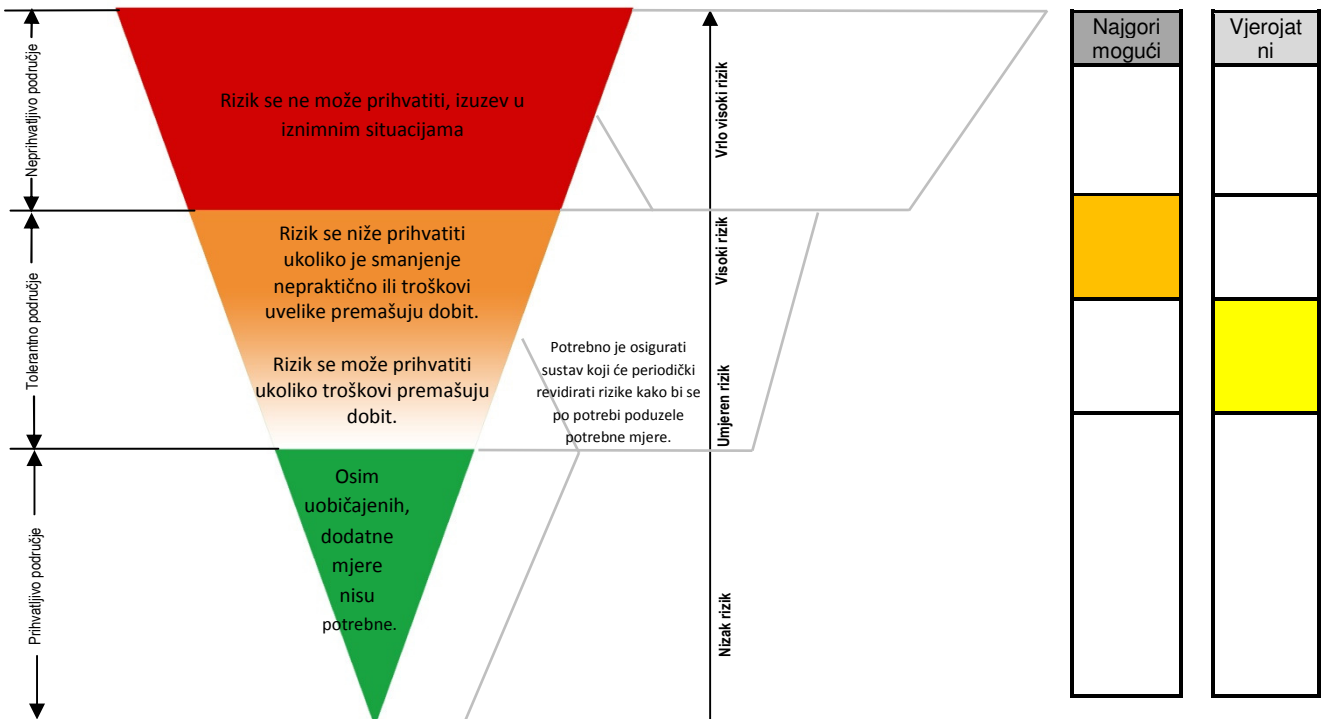 Neprihvatljivo područje
Rizik se ne može prihvatiti, izuzev u
iznimnim situacijama
Vrlo visoki rizik
Najgori
mogući
Vjerojat
ni
Tolerantno područje
Rizik se niže prihvatiti
ukoliko je smanjenje
nepraktično ili troškovi
uvelike premašuju dobit.
Rizik se može prihvatiti
ukoliko troškovi premašuju
dobit.
Potrebno je osigurati
sustav koji će periodički
revidirati rizike kako bi se
po potrebi poduzele
potrebne mjere.
Visoki rizik
Umjeren rizik
Prihvatljivo područje
Osim
uobičajenih,
dodatne
mjere
nisu
potrebne.
Nizak rizik